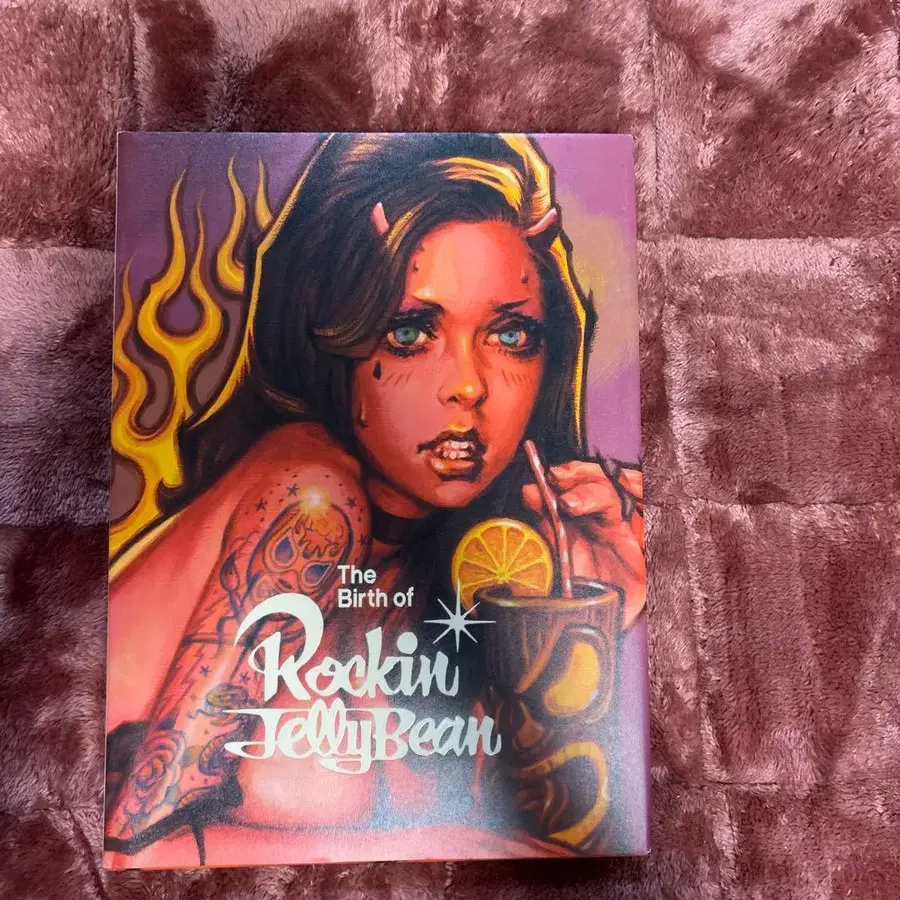 The
Birth of
Rockin
JellyBean